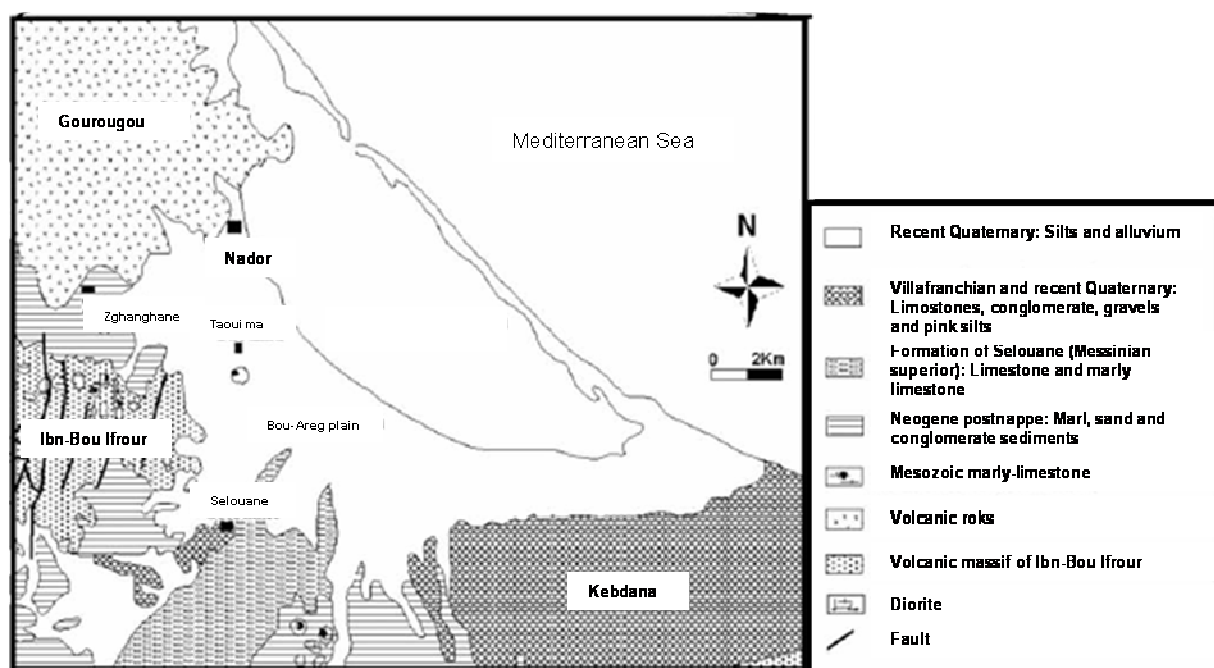 Gourougou
Mediterranean Sea
N
Nador
Zghanghane
Taoui ma
0 2Km
Ibn-Bou Ifrour
Bou-Areg plain
Selouane
Kebdana
Recent Quaternary: Silts and alluvium
Villafranchian and recent Quaternary:
Limostones, conglomerate, gravels
and pink silts
Formation of Selouane (Messinian
superior): Limestone and marly
limestone
Neogene postnappe: Marl, sand and
conglomerate sediments
Mesozoic marly-limestone
Volcanic roks
Volcanic massif of Ibn-Bou Ifrour
Diorite
Fault